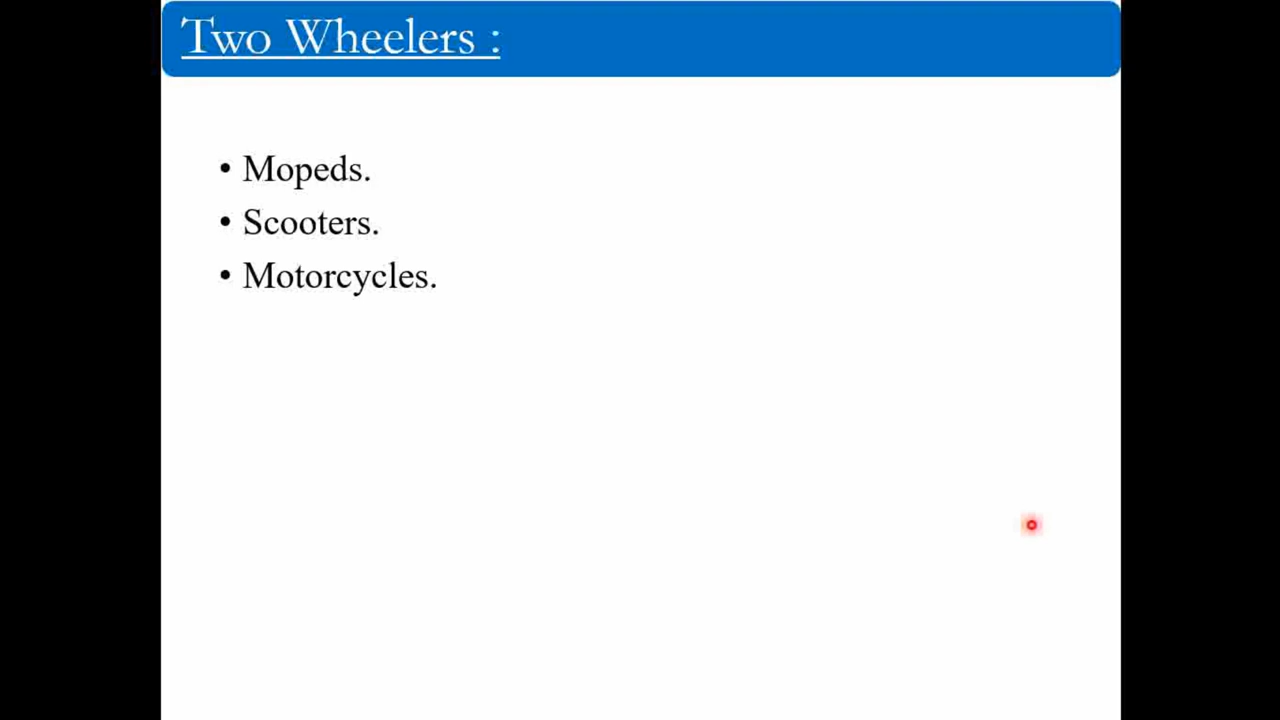 Two Wheelers :
• Mopeds.
• Scooters.
• Motorcycles.